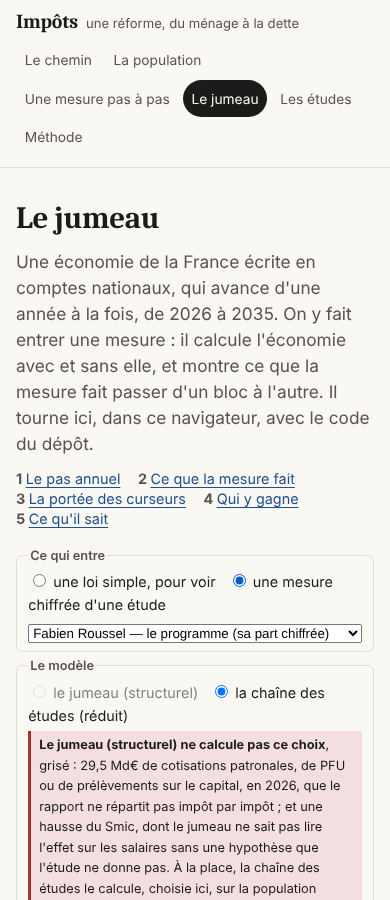 Impôts une réforme, du ménage à la dette
Le chemin La population
Une mesure pas à pas Le jumeau Les études
Méthode
Le jumeau
Une économie de la France écrite en
comptes nationaux, qui avance d'une
année à la fois, de 2026 à 2035. On y fait
entrer une mesure : il calcule l'économie
avec et sans elle, et montre ce que la
mesure fait passer d'un bloc à l'autre. Il
tourne ici, dans ce navigateur, avec le code
du dépôt.
1 Le pas annuel 2 Ce que la mesure fait
3 La portée des curseurs 4 Qui y gagne
5 Ce qu'il sait
Ce qui entre
une loi simple, pour voir une mesure
chiffrée d'une étude
Fabien Roussel — le programme (sa part chiffrée)
Le modèle
le jumeau (structurel) la chaîne des
études (réduit)
Le jumeau (structurel) ne calcule pas ce choix,
grisé : 29,5 Md€ de cotisations patronales, de PFU
ou de prélèvements sur le capital, en 2026, que le
rapport ne répartit pas impôt par impôt ; et une
hausse du Smic, dont le jumeau ne sait pas lire
l'effet sur les salaires sans une hypothèse que
l'étude ne donne pas. À la place, la chaîne des
études le calcule, choisie ici, sur la population